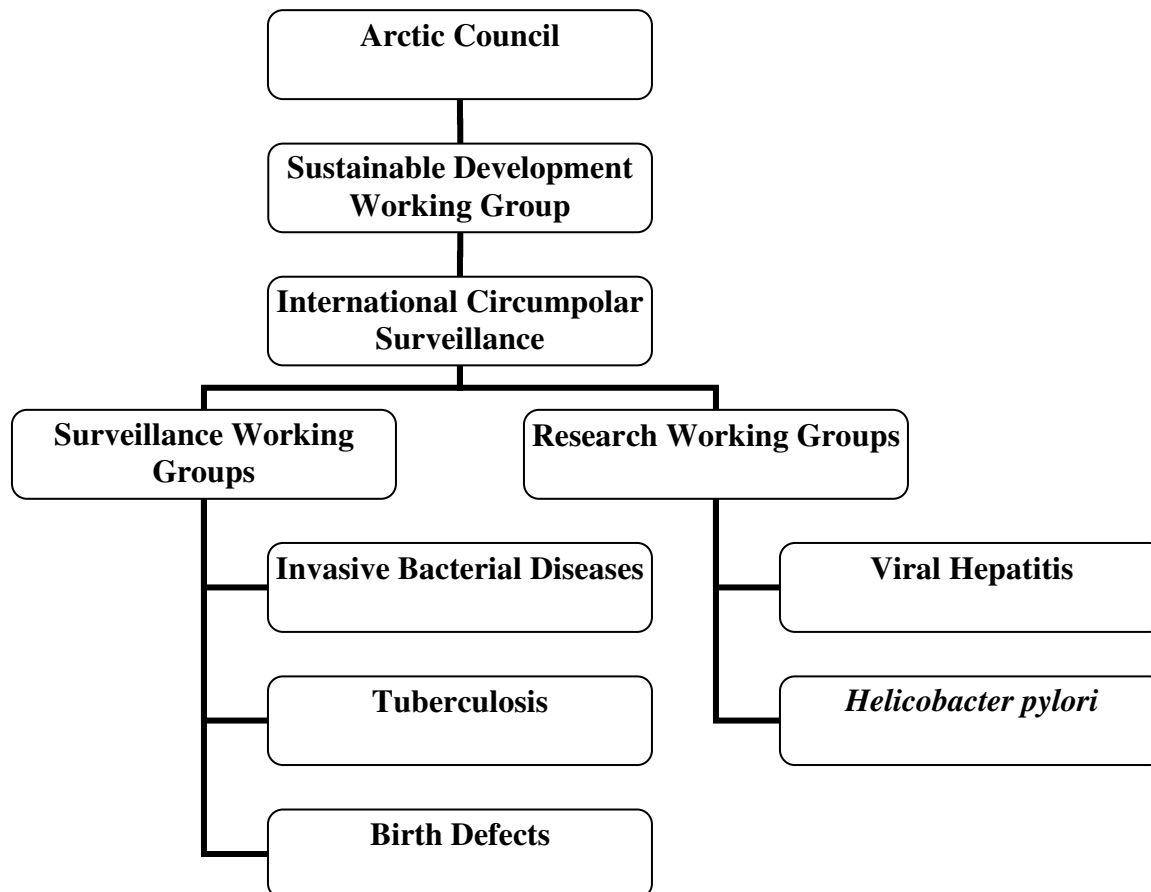 Arctic Council
Sustainable Development
Working Group
International Circumpolar
Surveillance
Surveillance Working
Groups
Research Working Groups
Invasive Bacterial Diseases
Viral Hepatitis
Tuberculosis
Helicobacter pylori
Birth Defects